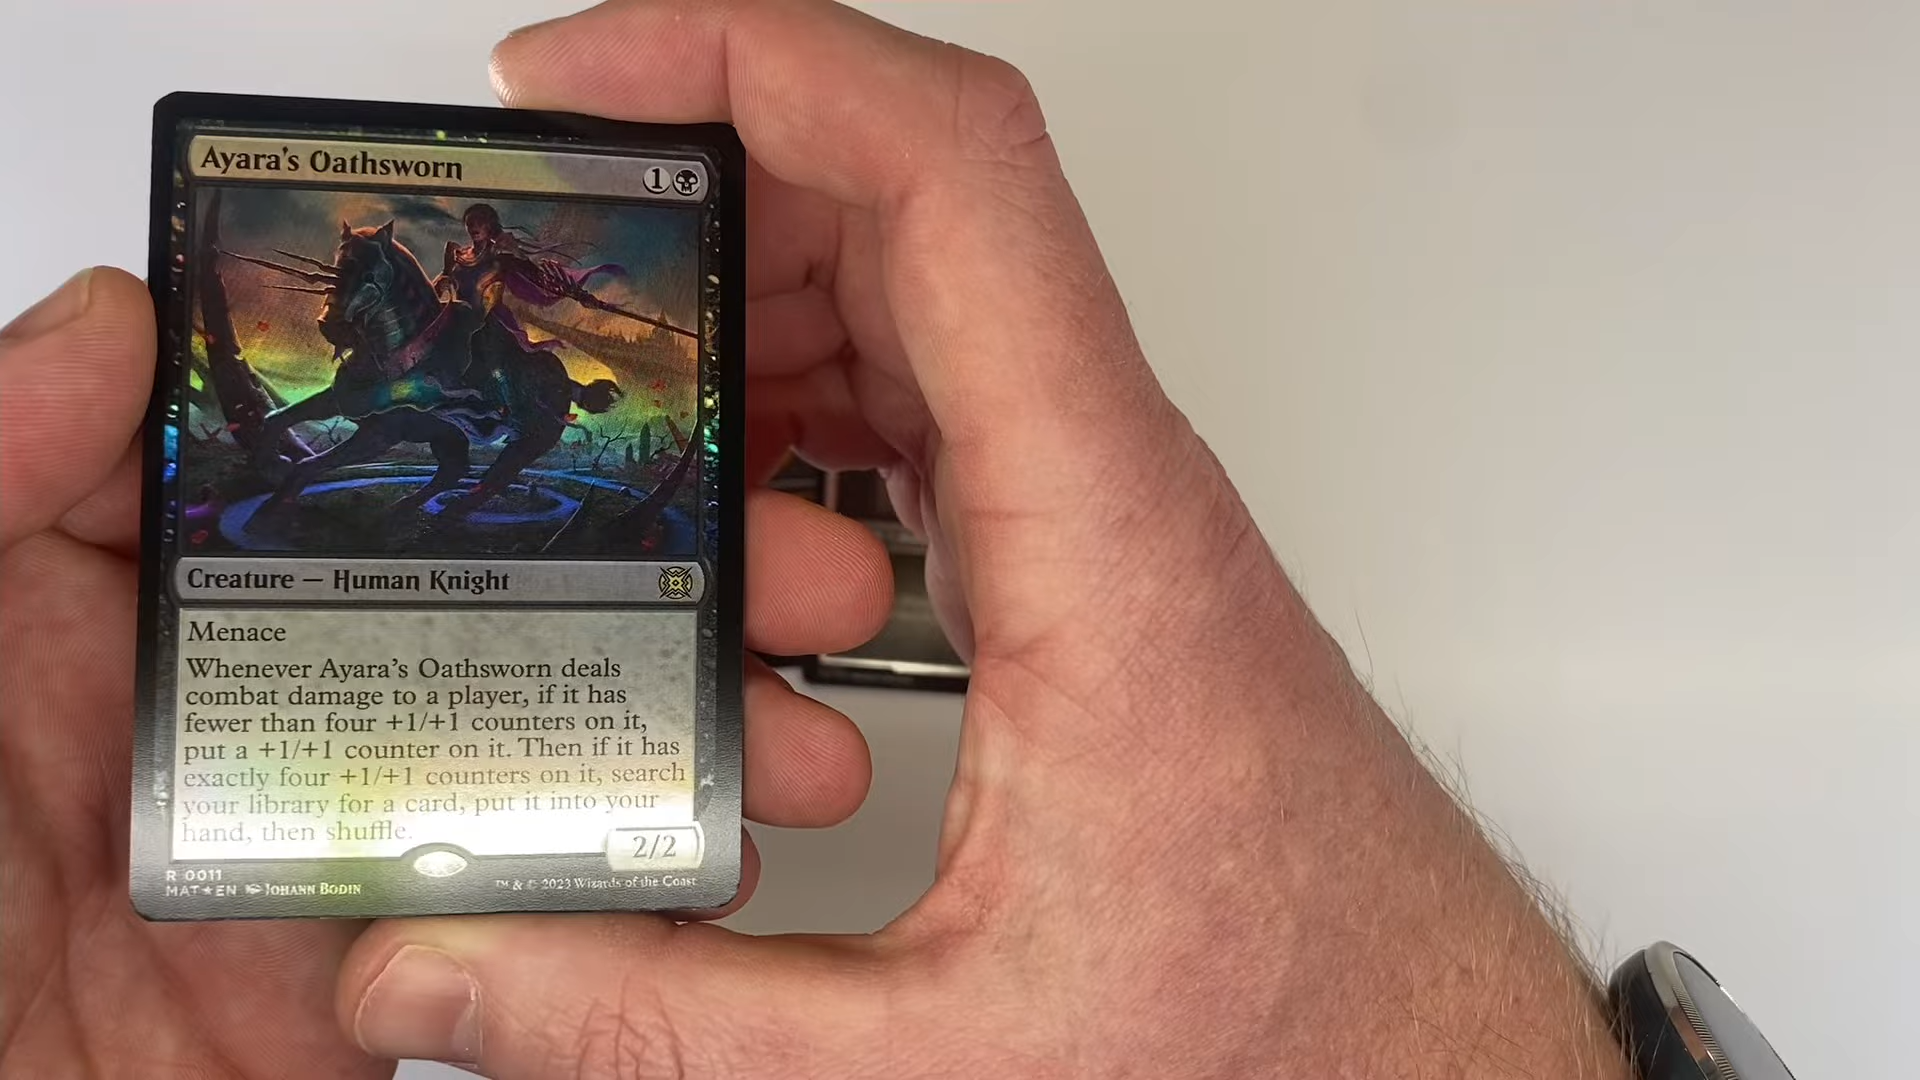 Ayara's Oathsworn
1
Creature — Human Knight
Menace
Whenever Ayara's Oathsworn deals
combat damage to a player, if it has
fewer than four +1/+1 counters on it,
put a +1/+1 counter on it. Then if it has
exactly four +1/+1 counters on it, search
your library for a card, put it into your
hand, then shuffle.
2/2
R 0011
MAT★EN Johann Bodin
™ & © 2023 Wizards of the Coast